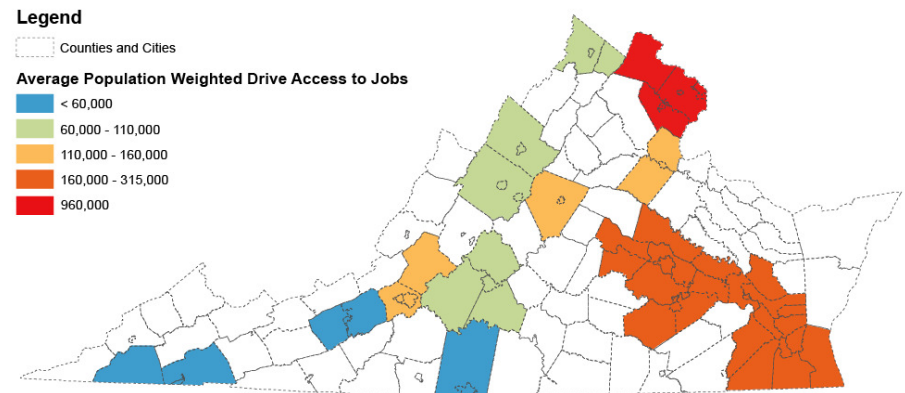 Legend
Counties and Cities
Average Population Weighted Drive Access to Jobs
< 60,000
60,000 - 110,000
110,000 - 160,000
160,000 - 315,000
960,000